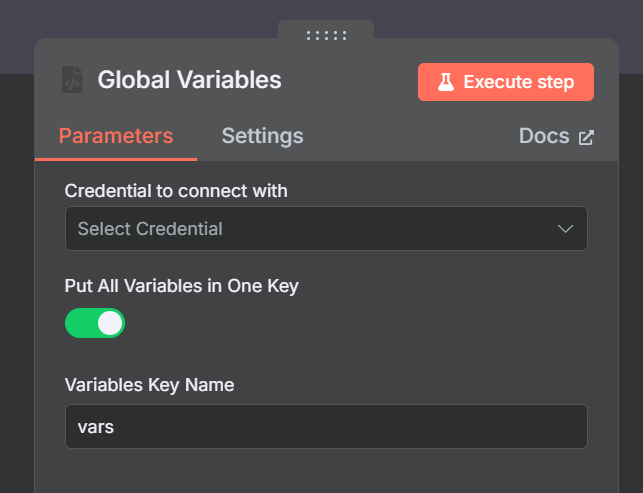 Global Variables
Execute step
Parameters
Settings
Docs
Credential to connect with
Select Credential
Put All Variables in One Key
Variables Key Name
vars